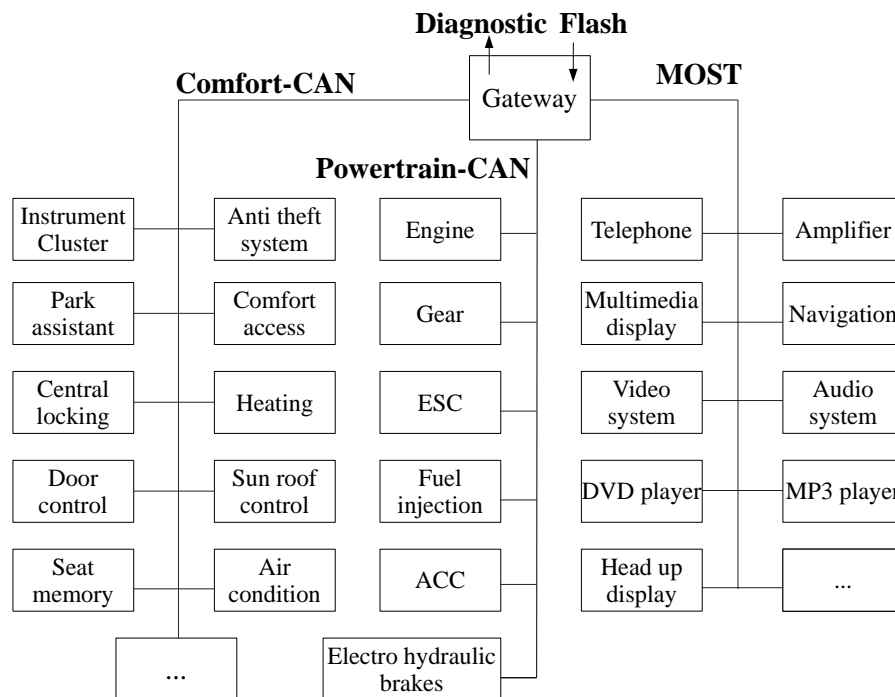 Diagnostic Flash
Comfort-CAN
Gateway
MOST
Powertrain-CAN
Instrument
Cluster
Anti theft
system
Engine
Telephone
Amplifier
Park
assistant
Comfort
access
Gear
Multimedia
display
Navigation
Central
locking
Heating
ESC
Video
system
Audio
system
Door
control
Sun roof
control
Fuel
injection
DVD player
MP3 player
Seat
memory
Air
condition
ACC
Head up
display
...
...
Electro hydraulic
brakes